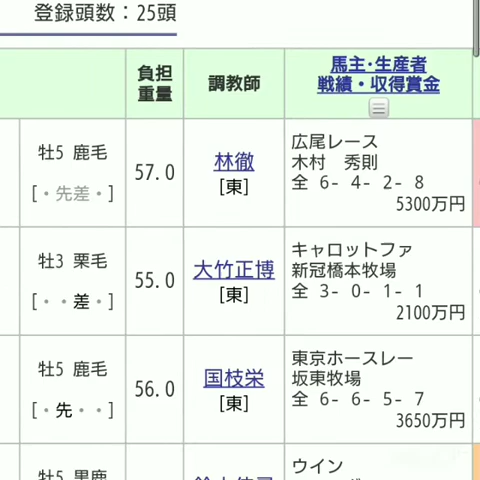 登録頭数：25頭
負担
重量
調教師
馬主･生産者
戦績・収得賞金
牡5 鹿毛
[・先差・]
57.0
林徹
[東]
広尾レース
木村　秀則
全 6- 4- 2- 8
5300万円
牡3 栗毛
[・・差・]
55.0
大竹正博
[東]
キャロットファ
新冠橋本牧場
全 3- 0- 1- 1
2100万円
牡5 鹿毛
[・先・・]
56.0
国枝栄
[東]
東京ホースレー
坂東牧場
全 6- 6- 5- 7
3650万円
ウイン